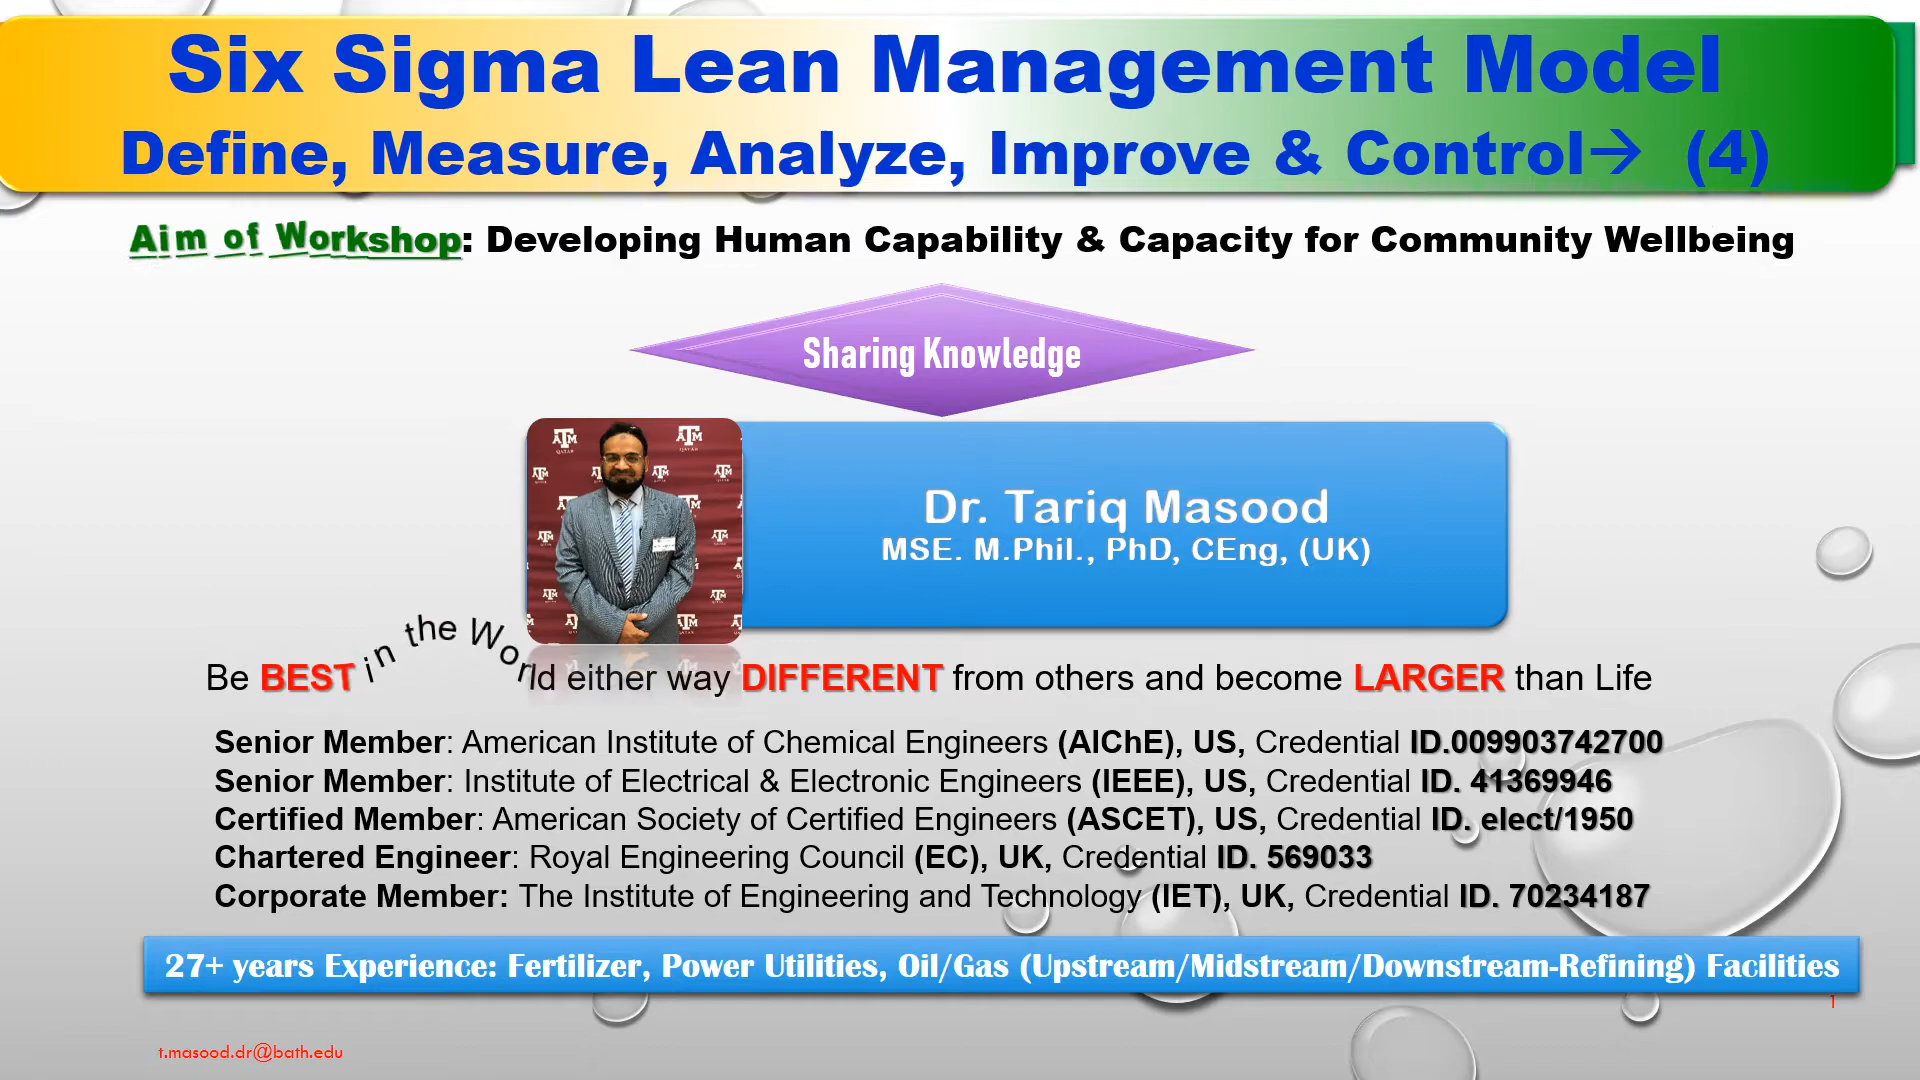 Six Sigma Lean Management Model
Define, Measure, Analyze, Improve & Control→ (4)
Aim of Workshop: Developing Human Capability & Capacity for Community Wellbeing
Sharing Knowledge
ATM
QATAR
Dr. Tariq Masood
MSE. M.Phil., PhD, CEng, (UK)
Be BEST in the World either way DIFFERENT from others and become LARGER than Life
Senior Member: American Institute of Chemical Engineers (AIChE), US, Credential ID.009903742700
Senior Member: Institute of Electrical & Electronic Engineers (IEEE), US, Credential ID. 41369946
Certified Member: American Society of Certified Engineers (ASCET), US, Credential ID. elect/1950
Chartered Engineer: Royal Engineering Council (EC), UK, Credential ID. 569033
Corporate Member: The Institute of Engineering and Technology (IET), UK, Credential ID. 70234187
27+ years Experience: Fertilizer, Power Utilities, Oil/Gas (Upstream/Midstream/Downstream-Refining) Facilities
1
t.masood.dr@bath.edu